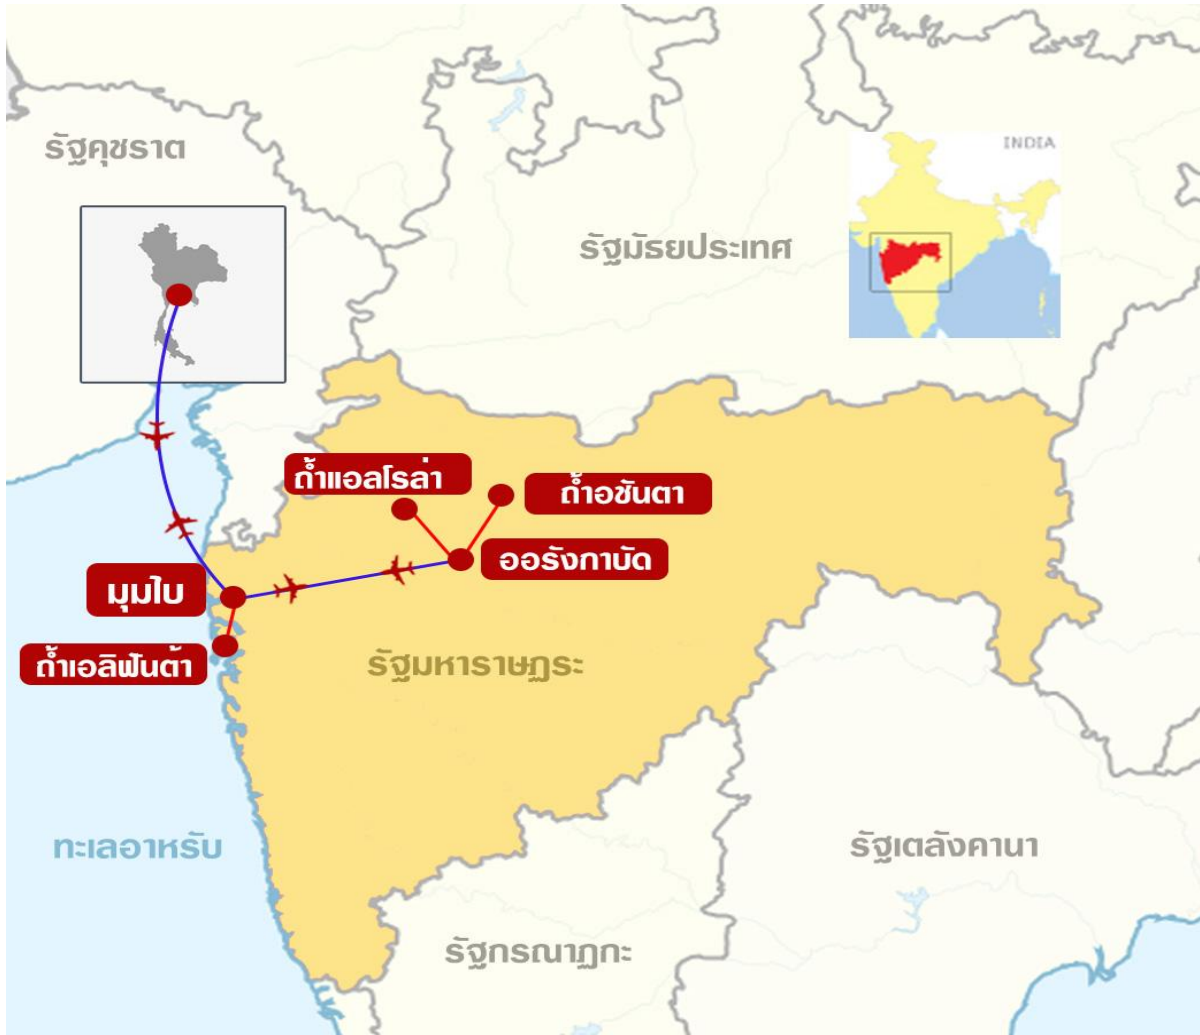 รัฐคุชราต
INDIA
รัฐมัธยประเทศ
ถ้ำแอลโรล่า
ถ้ำอชันตา
ออรังกาบัด
มุมไบ
ถ้ำเอลิฟันต้า
รัฐมหาราษฏระ
ทะเลอาหรับ
รัฐเตลังคานา
รัฐกรณาฏกะ